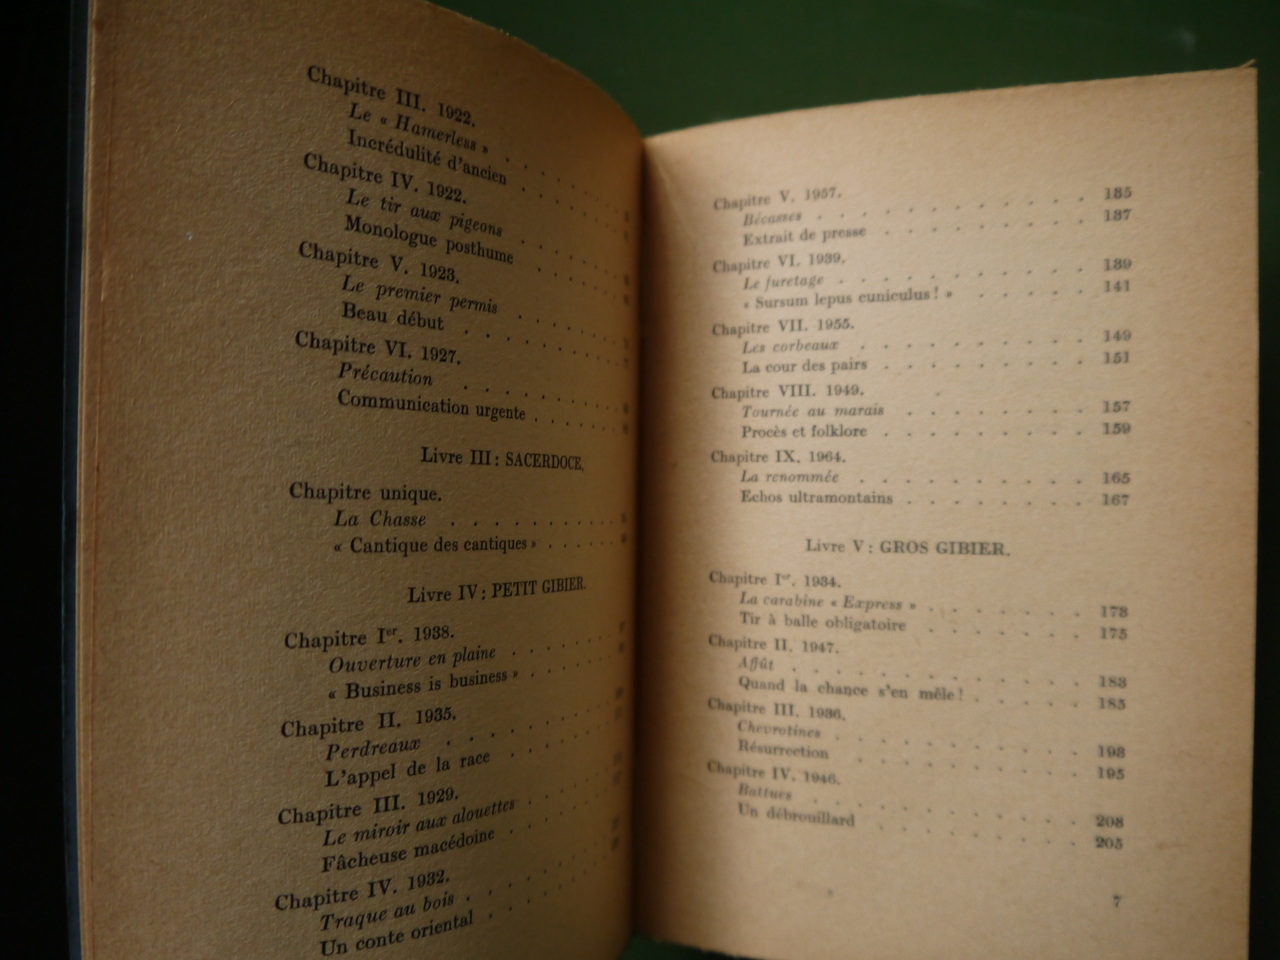 Chapitre III. 1922.
Le « Hamerless » . . . . . .
Incrédulité d'ancien . . . . . .
Chapitre IV. 1922.
Le tir aux pigeons . . . . . .
Monologue posthume . . . . .
Chapitre V. 1923.
Le premier permis . . . . . .
Beau début . . . . . . . .
Chapitre VI. 1927.
Précaution . . . . . . . .
Communication urgente . . . . .
Livre III : SACERDOCE.
Chapitre unique.
La Chasse . . . . . . . . .
« Cantique des cantiques » . . . . .
Livre IV : PETIT GIBIER.
Chapitre Ier. 1938.
Ouverture en plaine . . . . . .
« Business is business » . . . . .
Chapitre II. 1935.
Perdreaux . . . . . . . .
L'appel de la race . . . . . .
Chapitre III. 1929.
Le miroir aux alouettes . . . . .
Fâcheuse macédoine . . . . . .
Chapitre IV. 1932.
Traque au bois . . . . . . .
Un conte oriental . . . . . .
Chapitre V. 1957.
Bécasses . . . . . . . . . . . 185
Extrait de presse . . . . . . . . 187
Chapitre VI. 1939.
Le furetage . . . . . . . . . . 139
« Sursum lepus cuniculus ! » . . . . . 141
Chapitre VII. 1955.
Les corbeaux . . . . . . . . . 149
La cour des pairs . . . . . . . . 151
Chapitre VIII. 1949.
Tournée au marais . . . . . . . 157
Procès et folklore . . . . . . . . 159
Chapitre IX. 1964.
La renommée . . . . . . . . . 165
Echos ultramontains . . . . . . . 167
Livre V : GROS GIBIER.
Chapitre Ier. 1934.
La carabine « Express » . . . . . . 173
Tir à balle obligatoire . . . . . . 175
Chapitre II. 1947.
Affût . . . . . . . . . . . 183
Quand la chance s'en mêle ! . . . . . 185
Chapitre III. 1936.
Chevrotines . . . . . . . . . . 193
Résurrection . . . . . . . . . 195
Chapitre IV. 1946.
Battues . . . . . . . . . . . 203
Un débrouillard . . . . . . . . 205
7